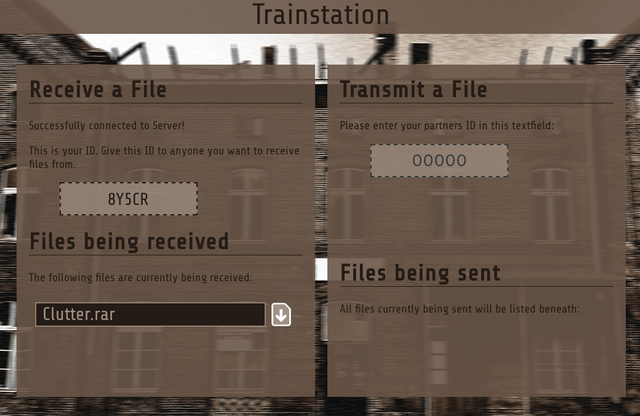 Trainstation
Receive a File
Successfully connected to Server!
This is your ID. Give this ID to anyone you want to receive
files from.
8Y5CR
Files being received
The following files are currently being received:
Clutter.rar
Transmit a File
Please enter your partners ID in this textfield:
00000
Files being sent
All files currently being sent will be listed beneath: